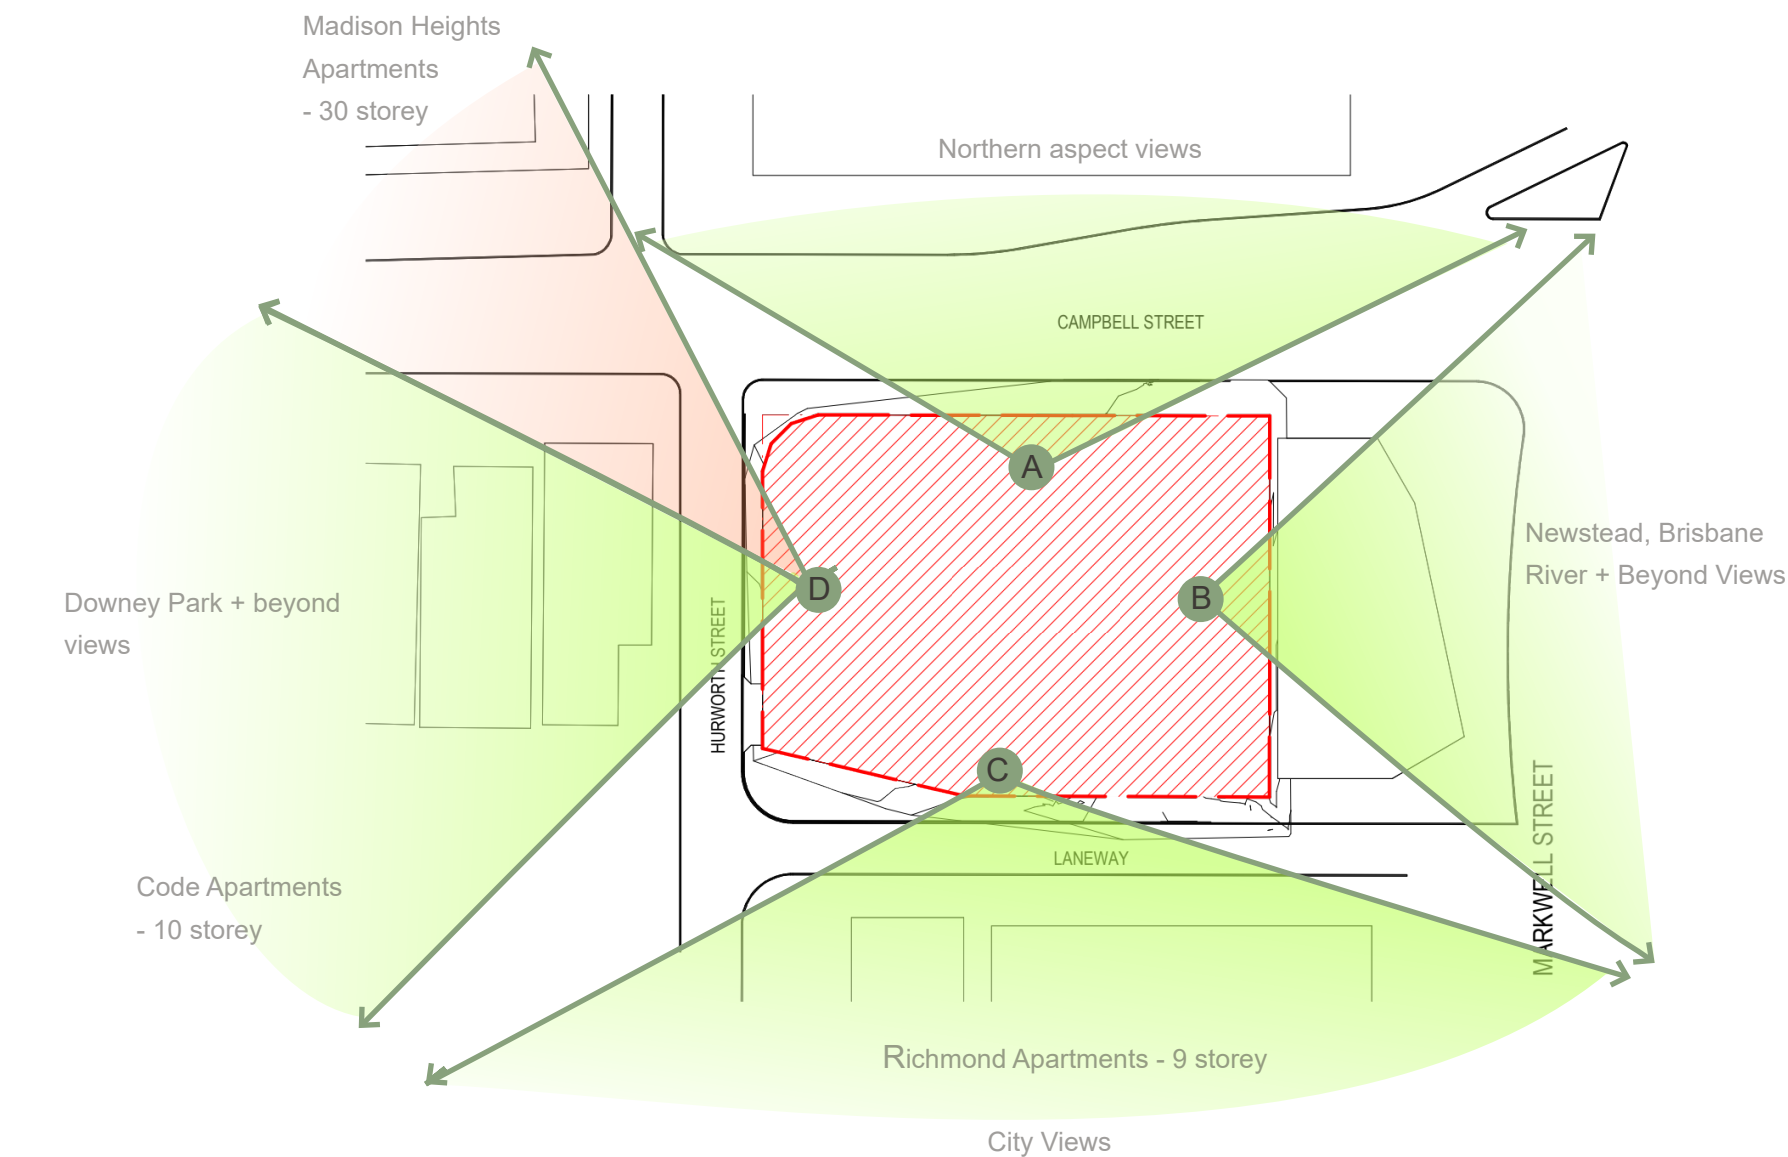 Madison Heights
Apartments
- 30 storey
Northern aspect views
CAMPBELL STREET
A
Newstead, Brisbane
River + Beyond Views
D
B
Downey Park + beyond
views
HURWORTH STREET
C
LANEWAY
MARKWELL STREET
Code Apartments
- 10 storey
Richmond Apartments - 9 storey
City Views